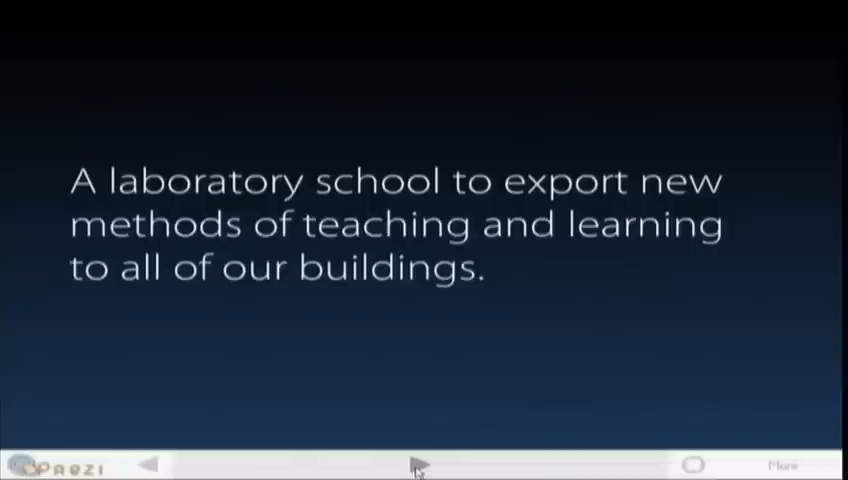 A laboratory school to export new
methods of teaching and learning
to all of our buildings.
PREZI
More